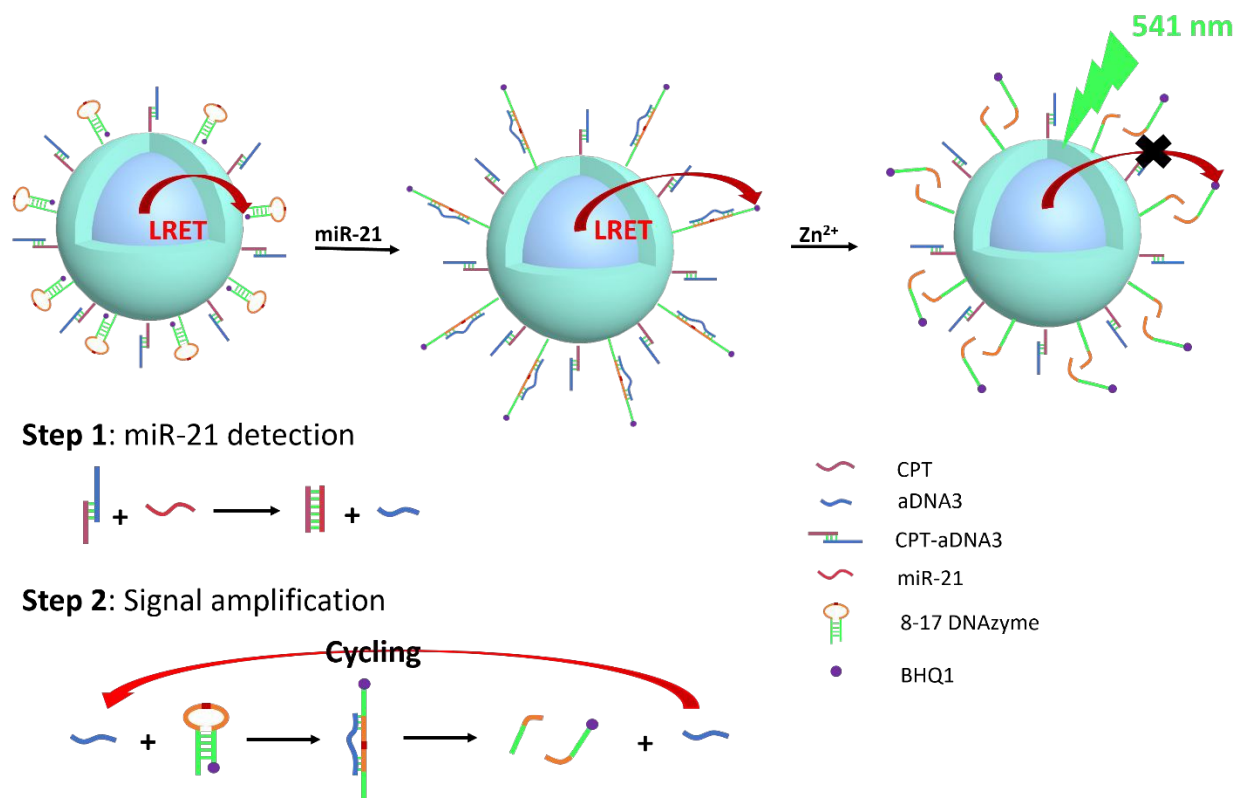 541 nm
LRET
miR-21
LRET
Zn²⁺
Step 1: miR-21 detection
+
+
CPT
aDNA3
CPT-aDNA3
miR-21
8-17 DNAzyme
BHQ1
Step 2: Signal amplification
Cycling
+
+